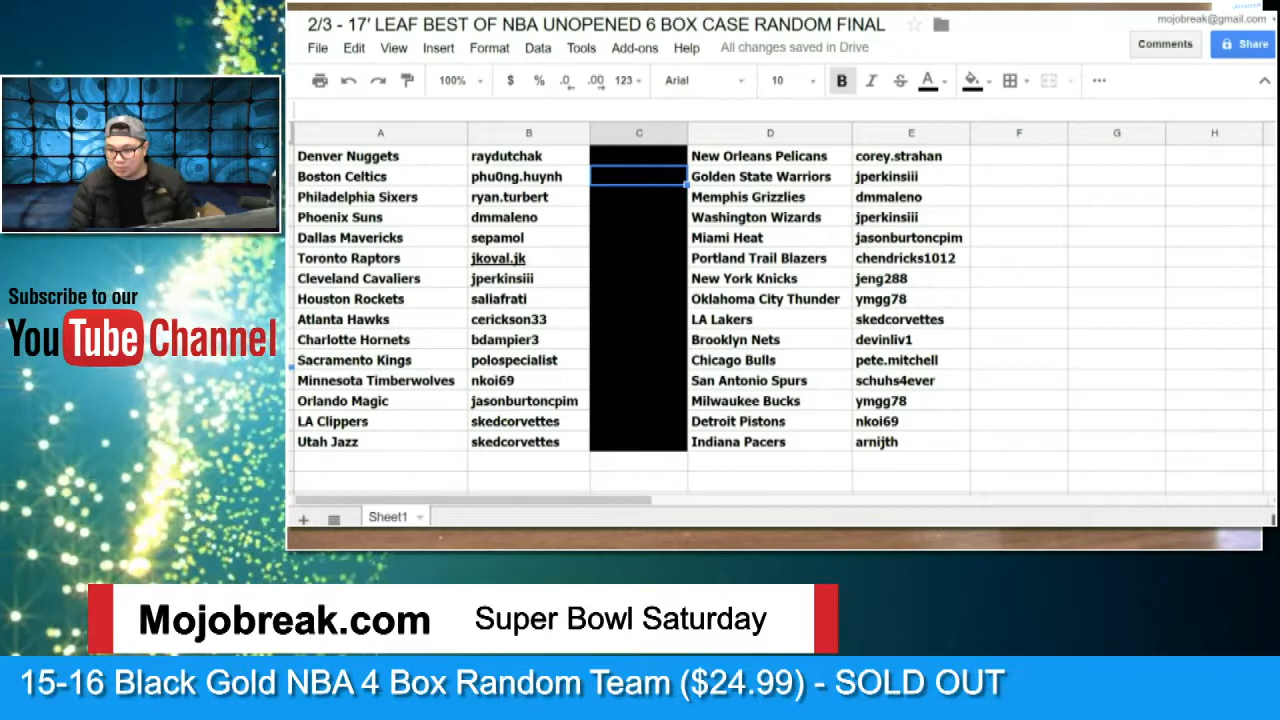 2/3 - 17′ LEAF BEST OF NBA UNOPENED 6 BOX CASE RANDOM FINAL
mojobreak@gmail.com
File Edit View Insert Format Data Tools Add-ons Help All changes saved in Drive
Comments Share
100% $ % .0 .00 123 Arial 10 B I S A
A B C D E F G H
Denver Nuggets raydutchak New Orleans Pelicans corey.strahan
Boston Celtics phu0ng.huynh Golden State Warriors jperkinsiii
Philadelphia Sixers ryan.turbert Memphis Grizzlies dmmaleno
Phoenix Suns dmmaleno Washington Wizards jperkinsiii
Dallas Mavericks sepamol Miami Heat jasonburtoncpim
Toronto Raptors jkoval.jk Portland Trail Blazers chendricks1012
Cleveland Cavaliers jperkinsiii New York Knicks jeng288
Houston Rockets saliafrati Oklahoma City Thunder ymgg78
Atlanta Hawks cerickson33 LA Lakers skedcorvettes
Charlotte Hornets bdampier3 Brooklyn Nets devinliv1
Sacramento Kings polospecialist Chicago Bulls pete.mitchell
Minnesota Timberwolves nkoi69 San Antonio Spurs schuhs4ever
Orlando Magic jasonburtoncpim Milwaukee Bucks ymgg78
LA Clippers skedcorvettes Detroit Pistons nkoi69
Utah Jazz skedcorvettes Indiana Pacers arnijth
Sheet1
Subscribe to our
YouTube Channel
Mojobreak.com Super Bowl Saturday
15-16 Black Gold NBA 4 Box Random Team ($24.99) - SOLD OUT